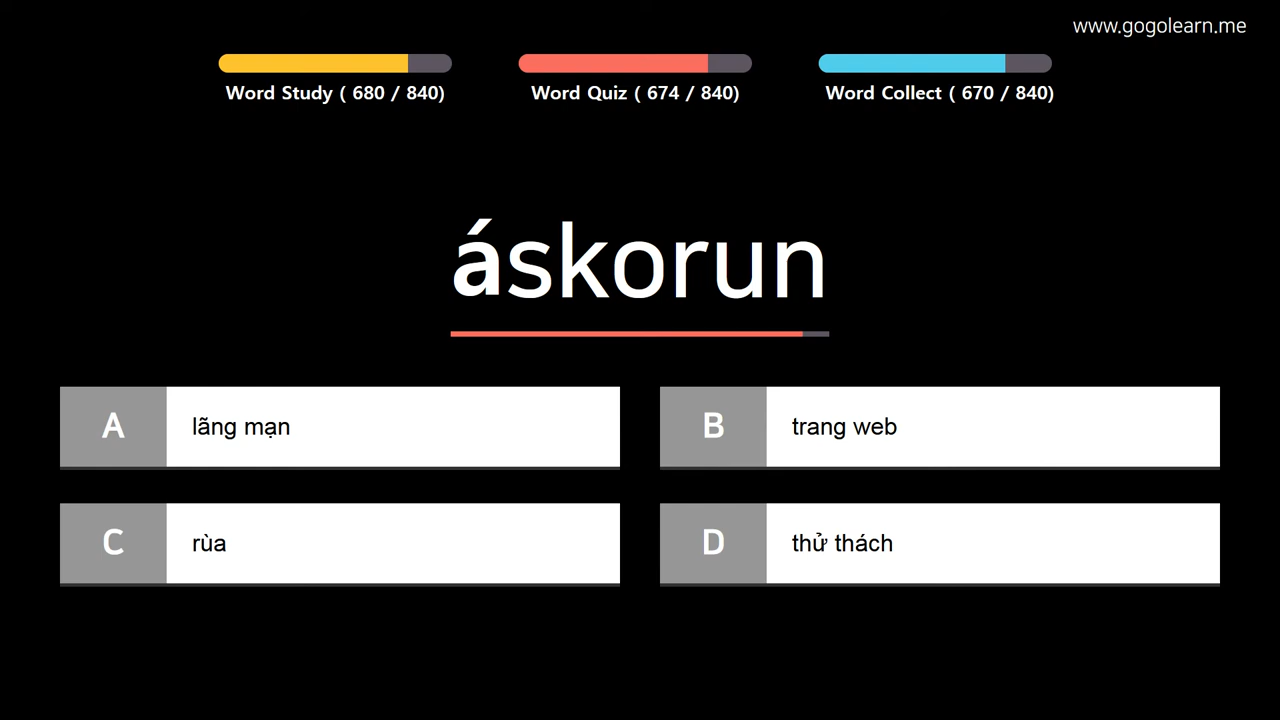 www.gogolearn.me
Word Study ( 680 / 840)
Word Quiz ( 674 / 840)
Word Collect ( 670 / 840)
áskorun
A lãng mạn
B trang web
C rùa
D thử thách